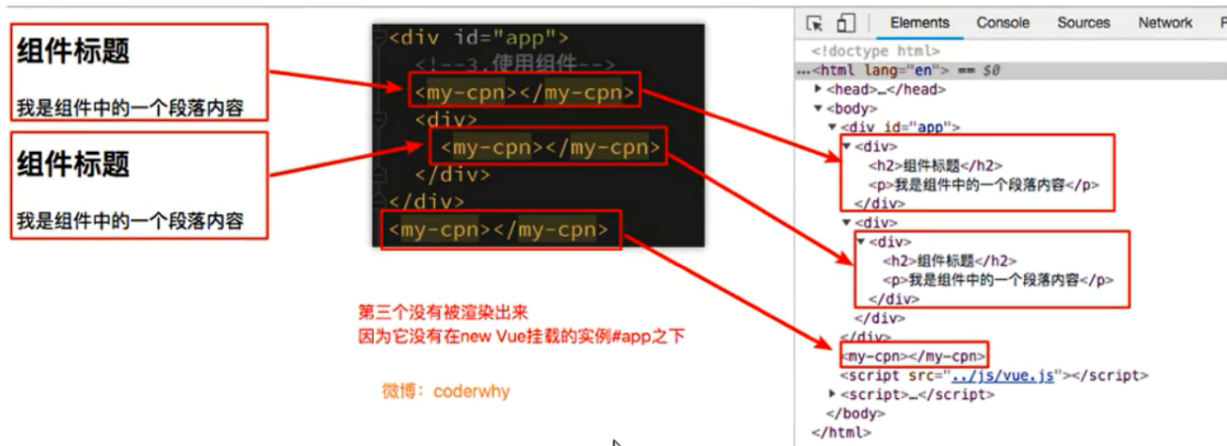 组件标题
我是组件中的一个段落内容
组件标题
我是组件中的一个段落内容
<div id="app">
<!--3.使用组件-->
<my-cpn></my-cpn>
<div>
<my-cpn></my-cpn>
</div>
</div>
<my-cpn></my-cpn>
第三个没有被渲染出来
因为它没有在new Vue挂载的实例#app之下
微博：coderwhy
Elements Console Sources Network
<!doctype html>
<html lang="en"> == $0
<head>…</head>
<body>
<div id="app">
<div>
<h2>组件标题</h2>
<p>我是组件中的一个段落内容</p>
</div>
<div>
<div>
<h2>组件标题</h2>
<p>我是组件中的一个段落内容</p>
</div>
</div>
</div>
<my-cpn></my-cpn>
<script src="../js/vue.js"></script>
<script>…</script>
</body>
</html>